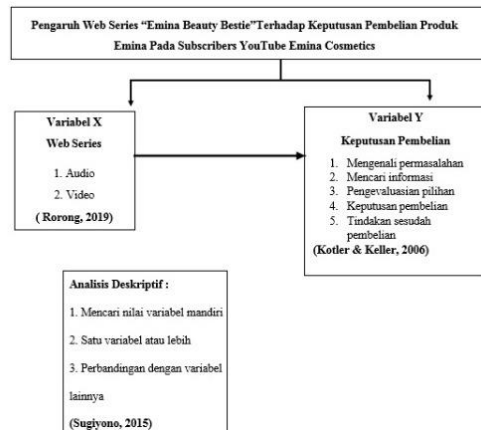 Pengaruh Web Series “Emina Beauty Bestie”Terhadap Keputusan Pembelian Produk
Emina Pada Subscribers YouTube Emina Cosmetics
Variabel X
Web Series
1. Audio
2. Video
( Rorong, 2019)
Variabel Y
Keputusan Pembelian
1. Mengenali permasalahan
2. Mencari informasi
3. Pengevaluasian pilihan
4. Keputusan pembelian
5. Tindakan sesudah
pembelian
(Kotler & Keller, 2006)
Analisis Deskriptif :
1. Mencari nilai variabel mandiri
2. Satu variabel atau lebih
3. Perbandingan dengan variabel
lainnya
(Sugiyono, 2015)